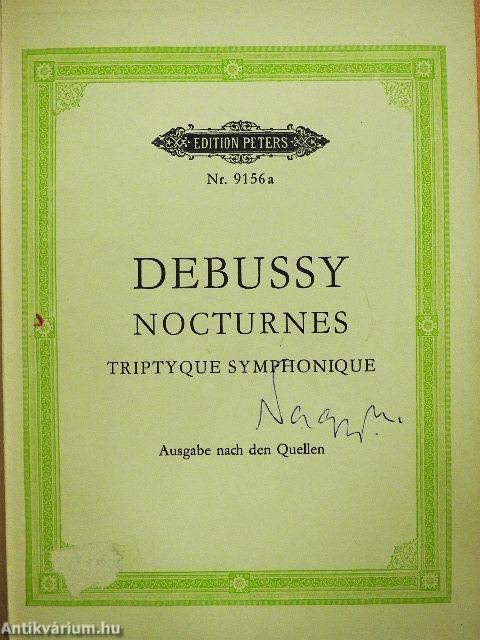 EDITION PETERS
Nr. 9156a
DEBUSSY
NOCTURNES
TRIPTYQUE SYMPHONIQUE
Ausgabe nach den Quellen
Antikvárium.hu